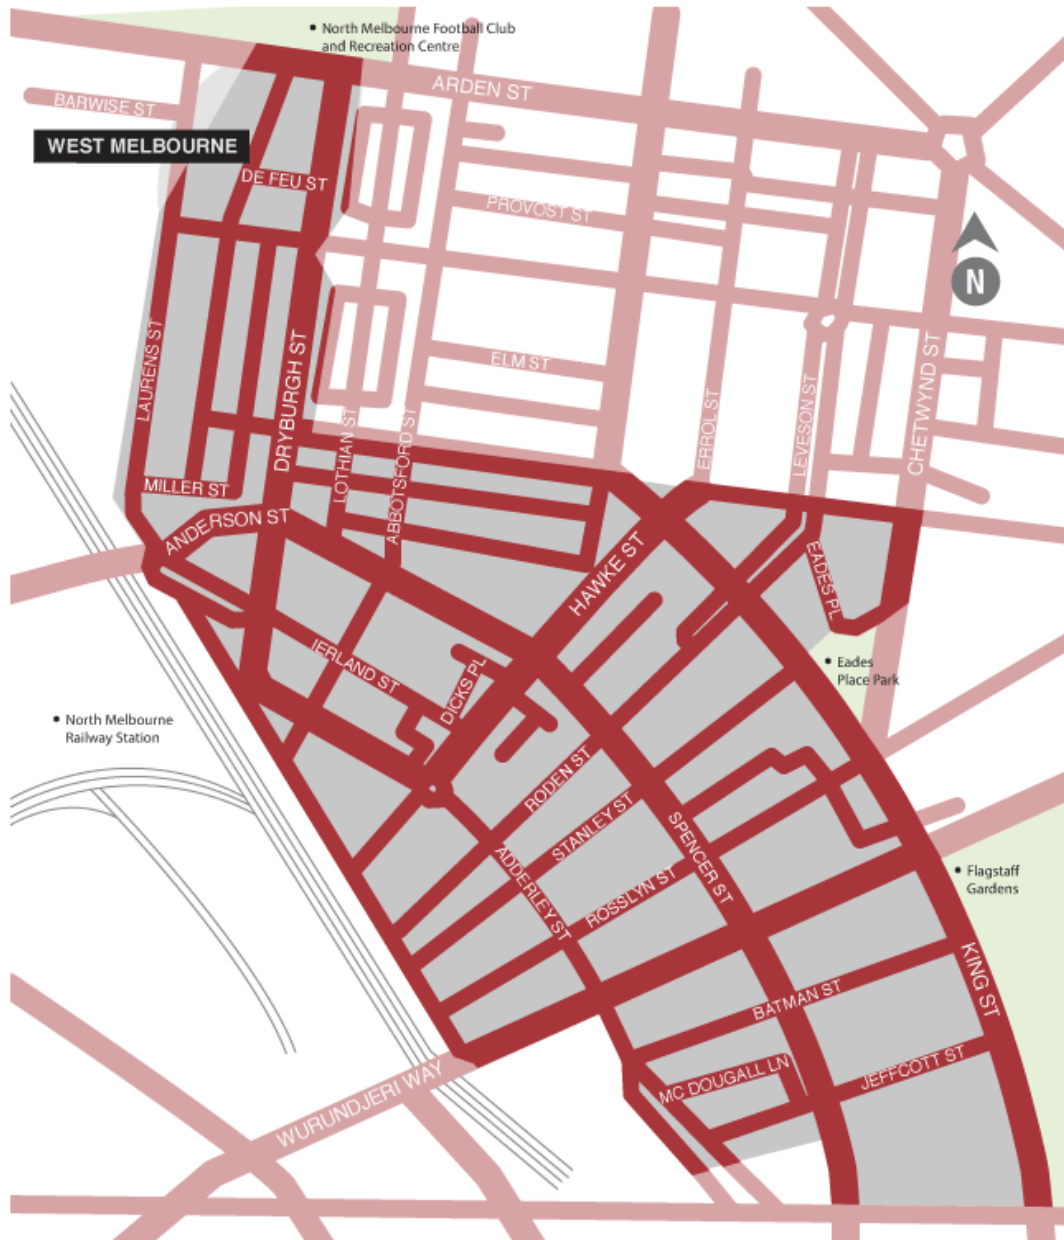 • North Melbourne Football Club
and Recreation Centre
ARDEN ST
BARWISE ST
WEST MELBOURNE
DE FEU ST
PROVOST ST
N
LAURENS ST
DRYBURGH ST
ELM ST
CHETWYND ST
LEVESON ST
ERROL ST
LOTHIAN ST
ABBOTSFORD ST
MILLER ST
ANDERSON ST
HAWKE ST
EADES PL
IERLAND ST
DICKS PL
• Eades
Place Park
• North Melbourne
Railway Station
RODEN ST
STANLEY ST
SPENCER ST
ADDERLEY ST
ROSSLYN ST
• Flagstaff
Gardens
KING ST
BATMAN ST
MC DOUGALL LN
JEFFCOTT ST
WURUNDJERI WAY